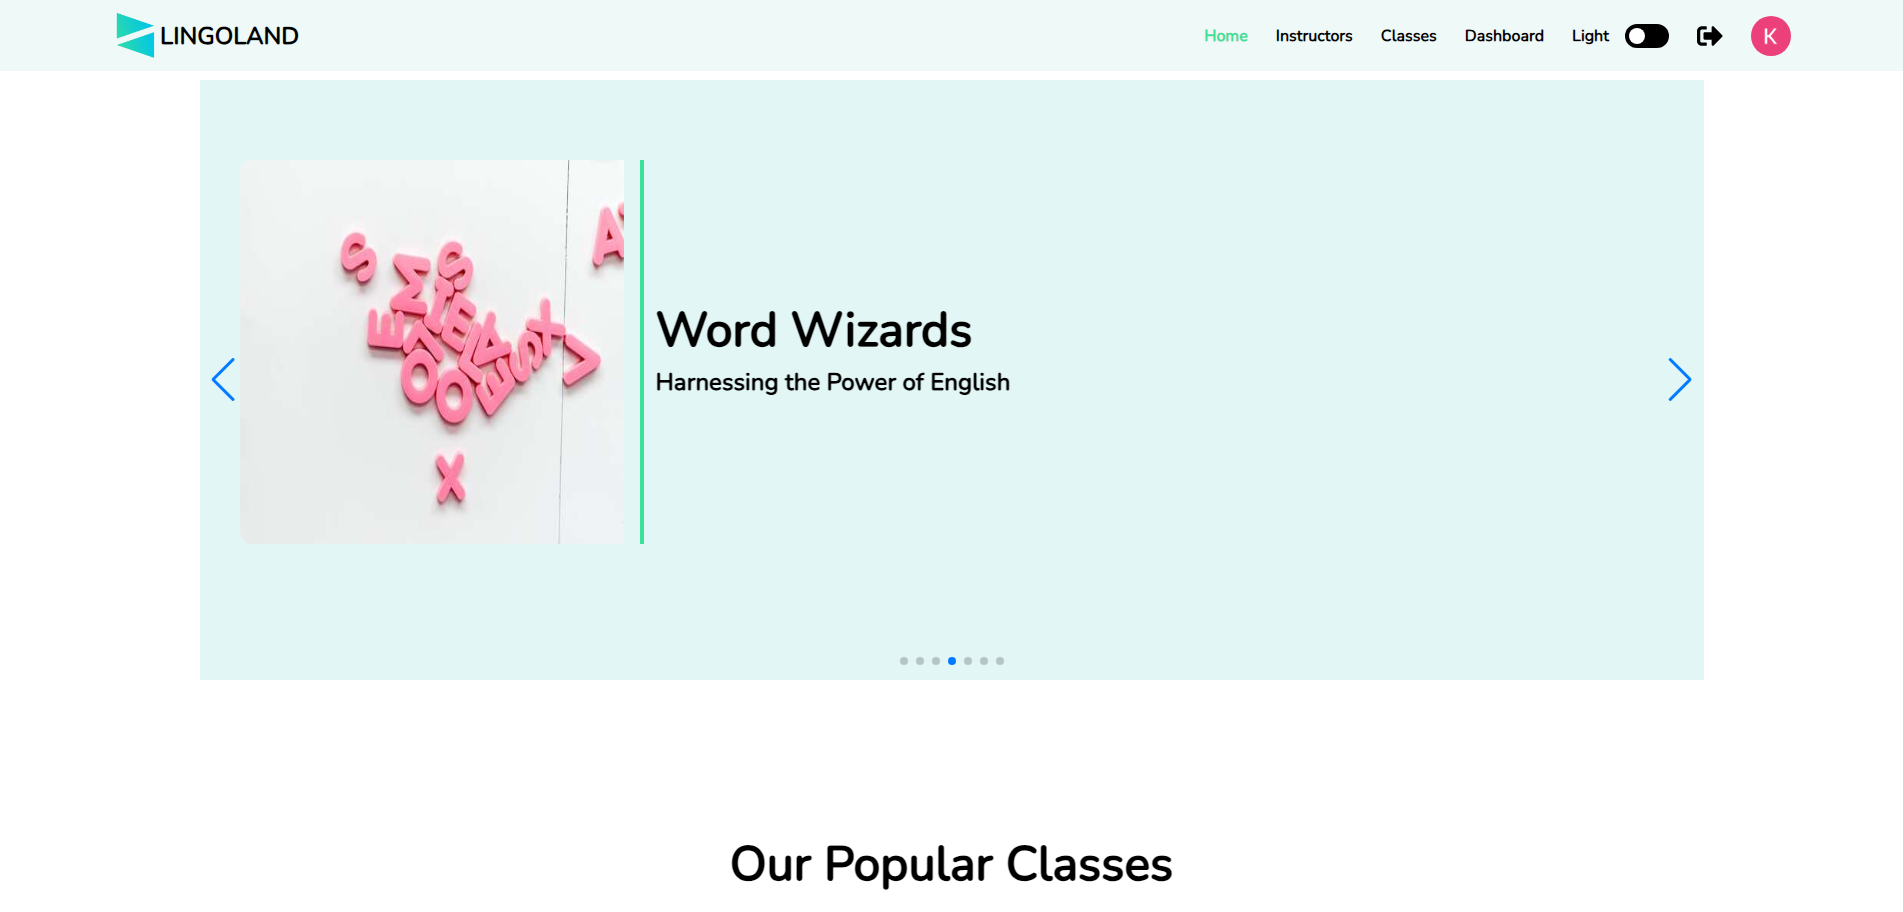 LINGOLAND
Home Instructors Classes Dashboard Light K
S
S
M
A
I
E
E
T
X
O
A
S
V
O
E
X
Word Wizards
Harnessing the Power of English
Our Popular Classes